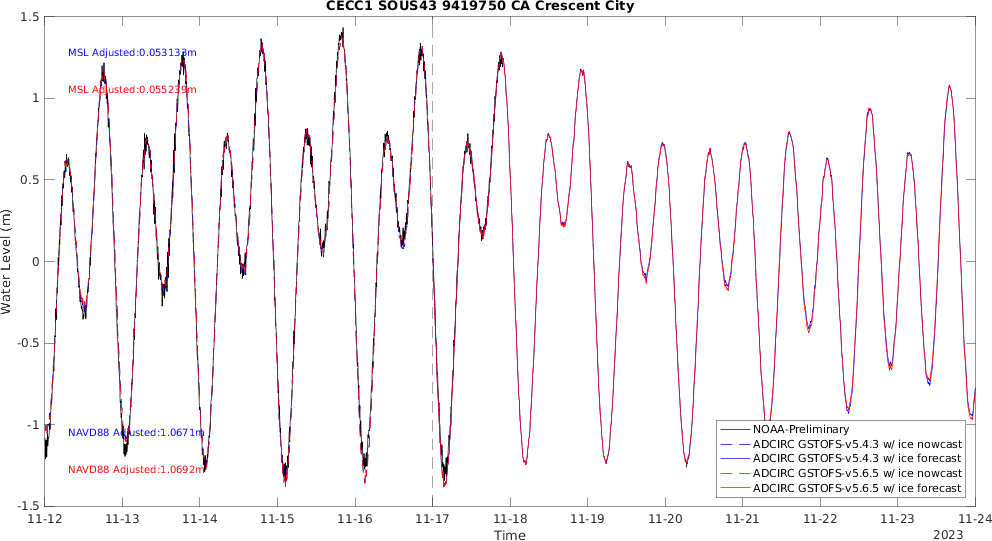 CECC1 SOUS43 9419750 CA Crescent City
1.5
1
0.5
0
-0.5
-1
-1.5
Water Level (m)
MSL Adjusted:0.053133m
MSL Adjusted:0.055239m
NAVD88 Adjusted:1.0671m
NAVD88 Adjusted:1.0692m
NOAA-Preliminary
ADCIRC GSTOFS-v5.4.3 w/ ice nowcast
ADCIRC GSTOFS-v5.4.3 w/ ice forecast
ADCIRC GSTOFS-v5.6.5 w/ ice nowcast
ADCIRC GSTOFS-v5.6.5 w/ ice forecast
11-12 11-13 11-14 11-15 11-16 11-17 11-18 11-19 11-20 11-21 11-22 11-23 11-24
Time
2023